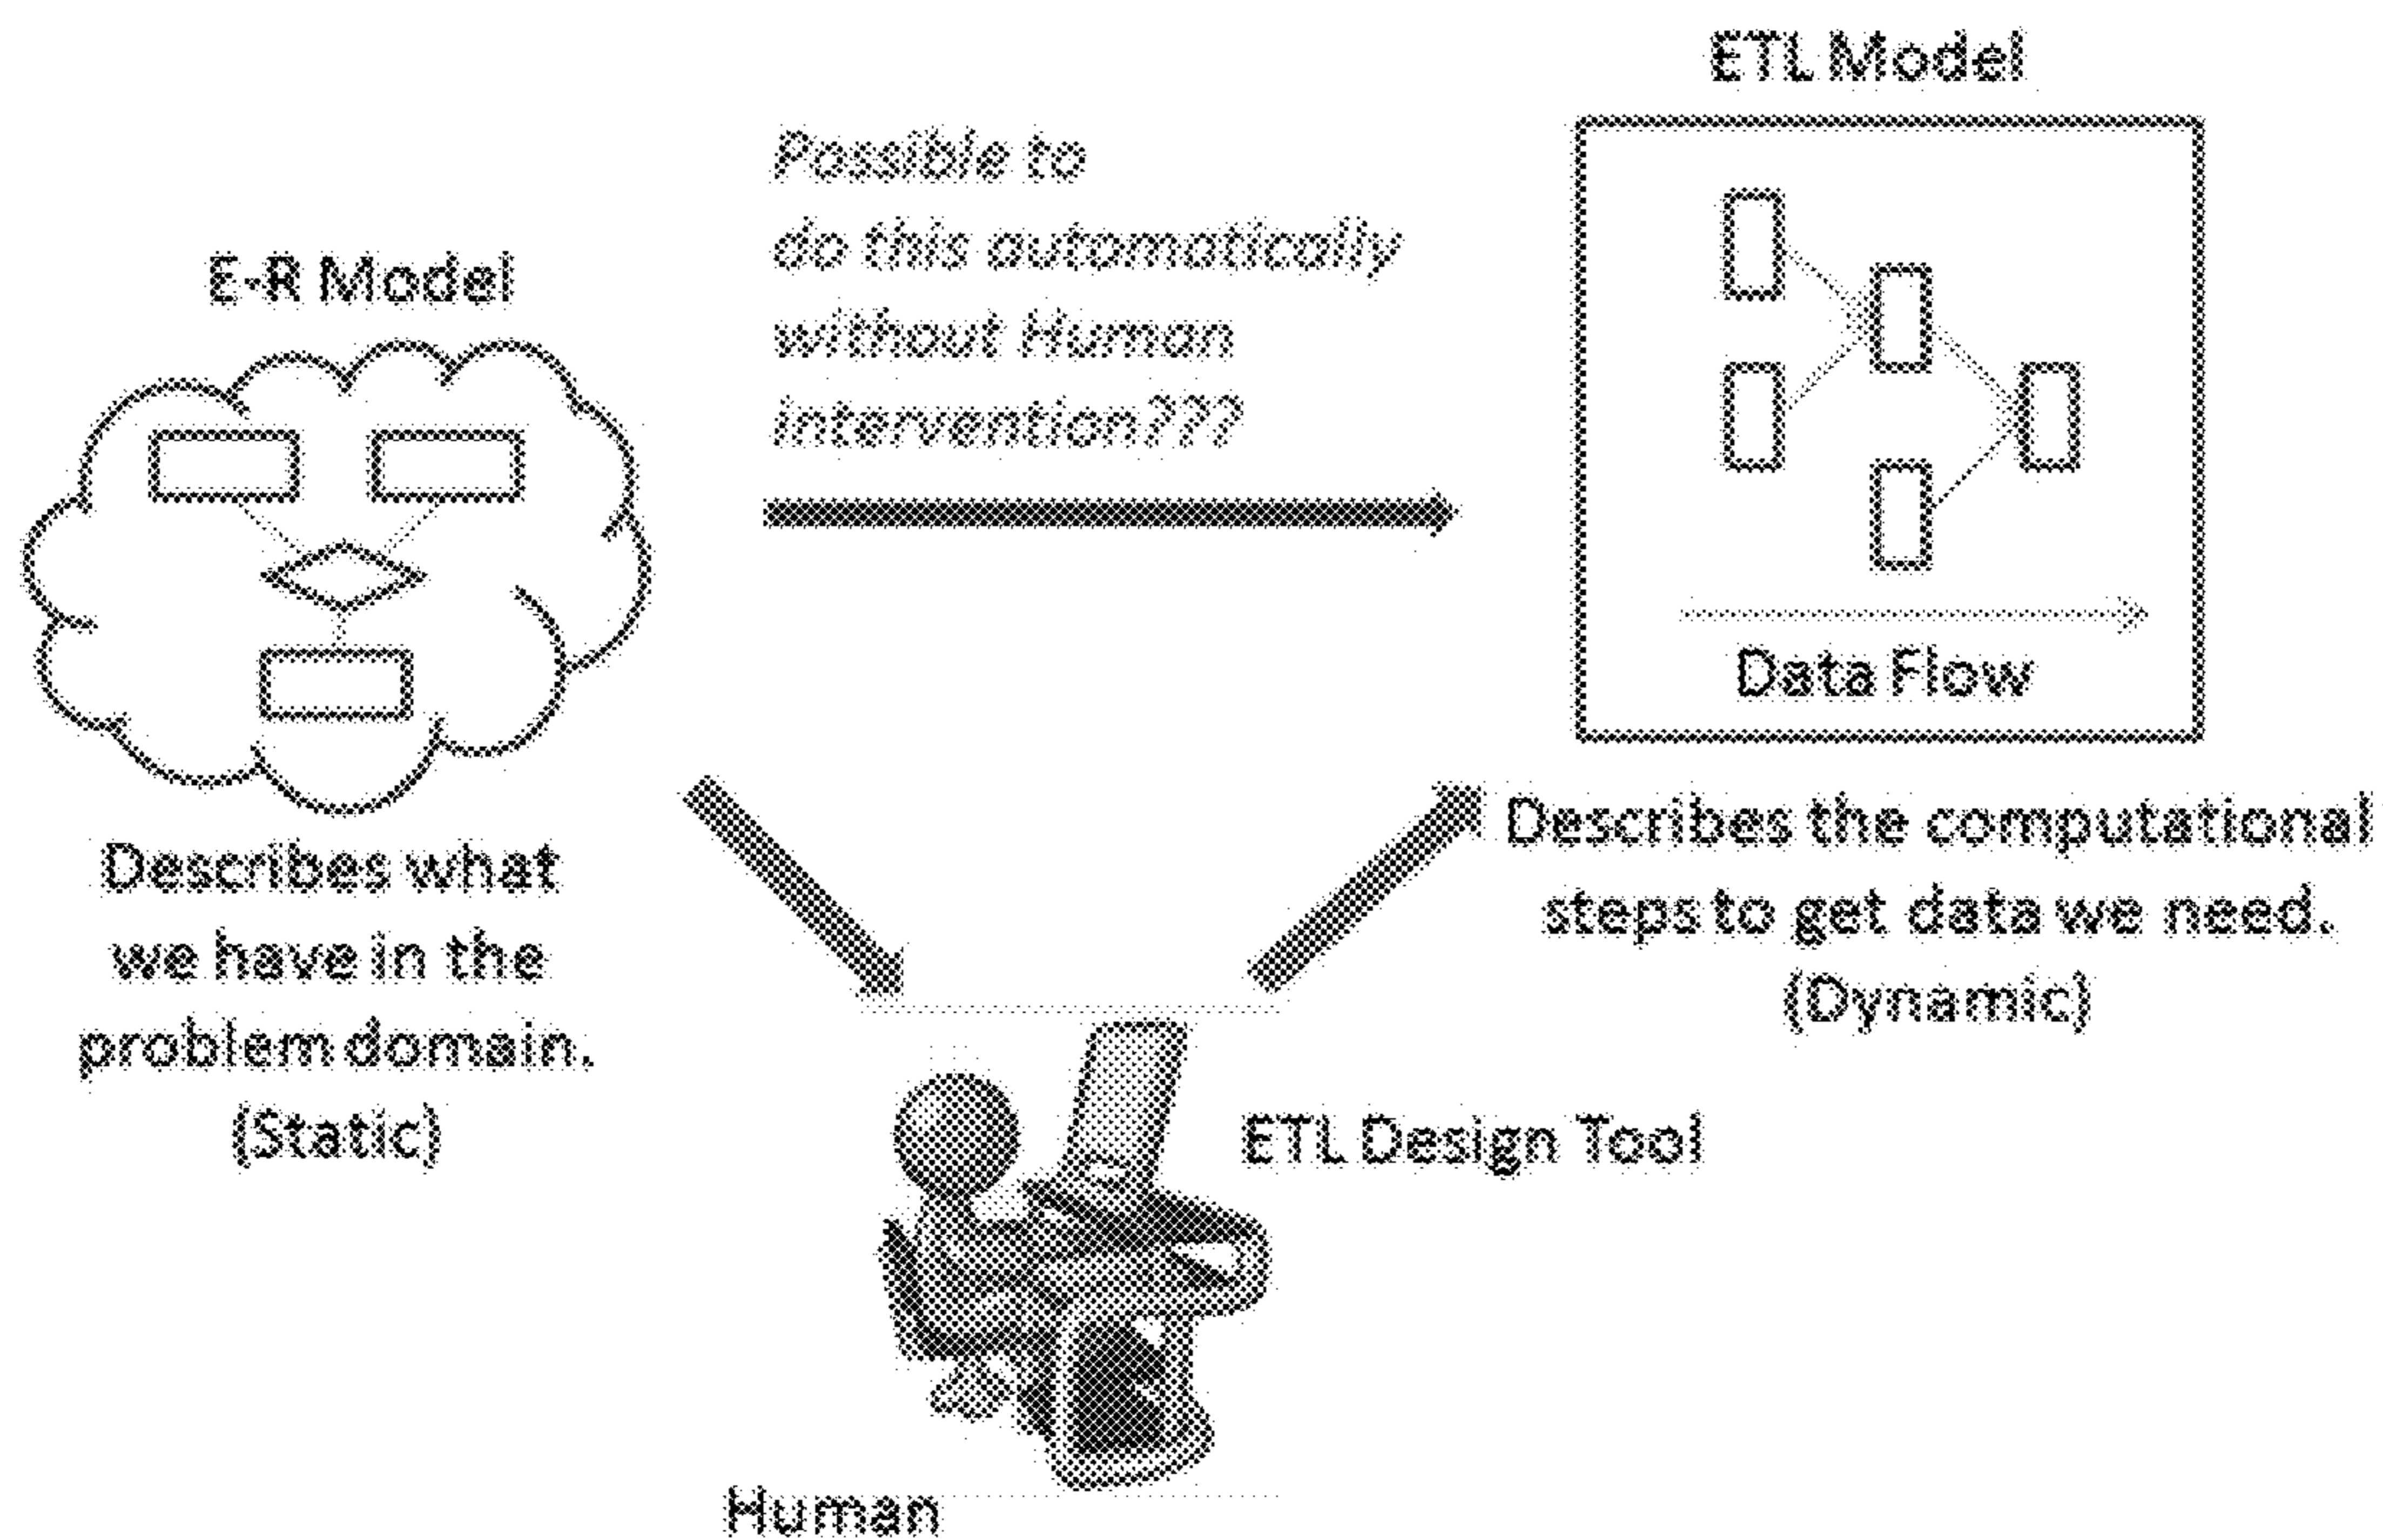 E-R Model
Describes what
we have in the
problem domain.
(Static)
Possible to
do this automatically
without Human
intervention???
ETL Model
Data Flow
Describes the computational
steps to get data we need.
(Dynamic)
ETL Design Tool
Human